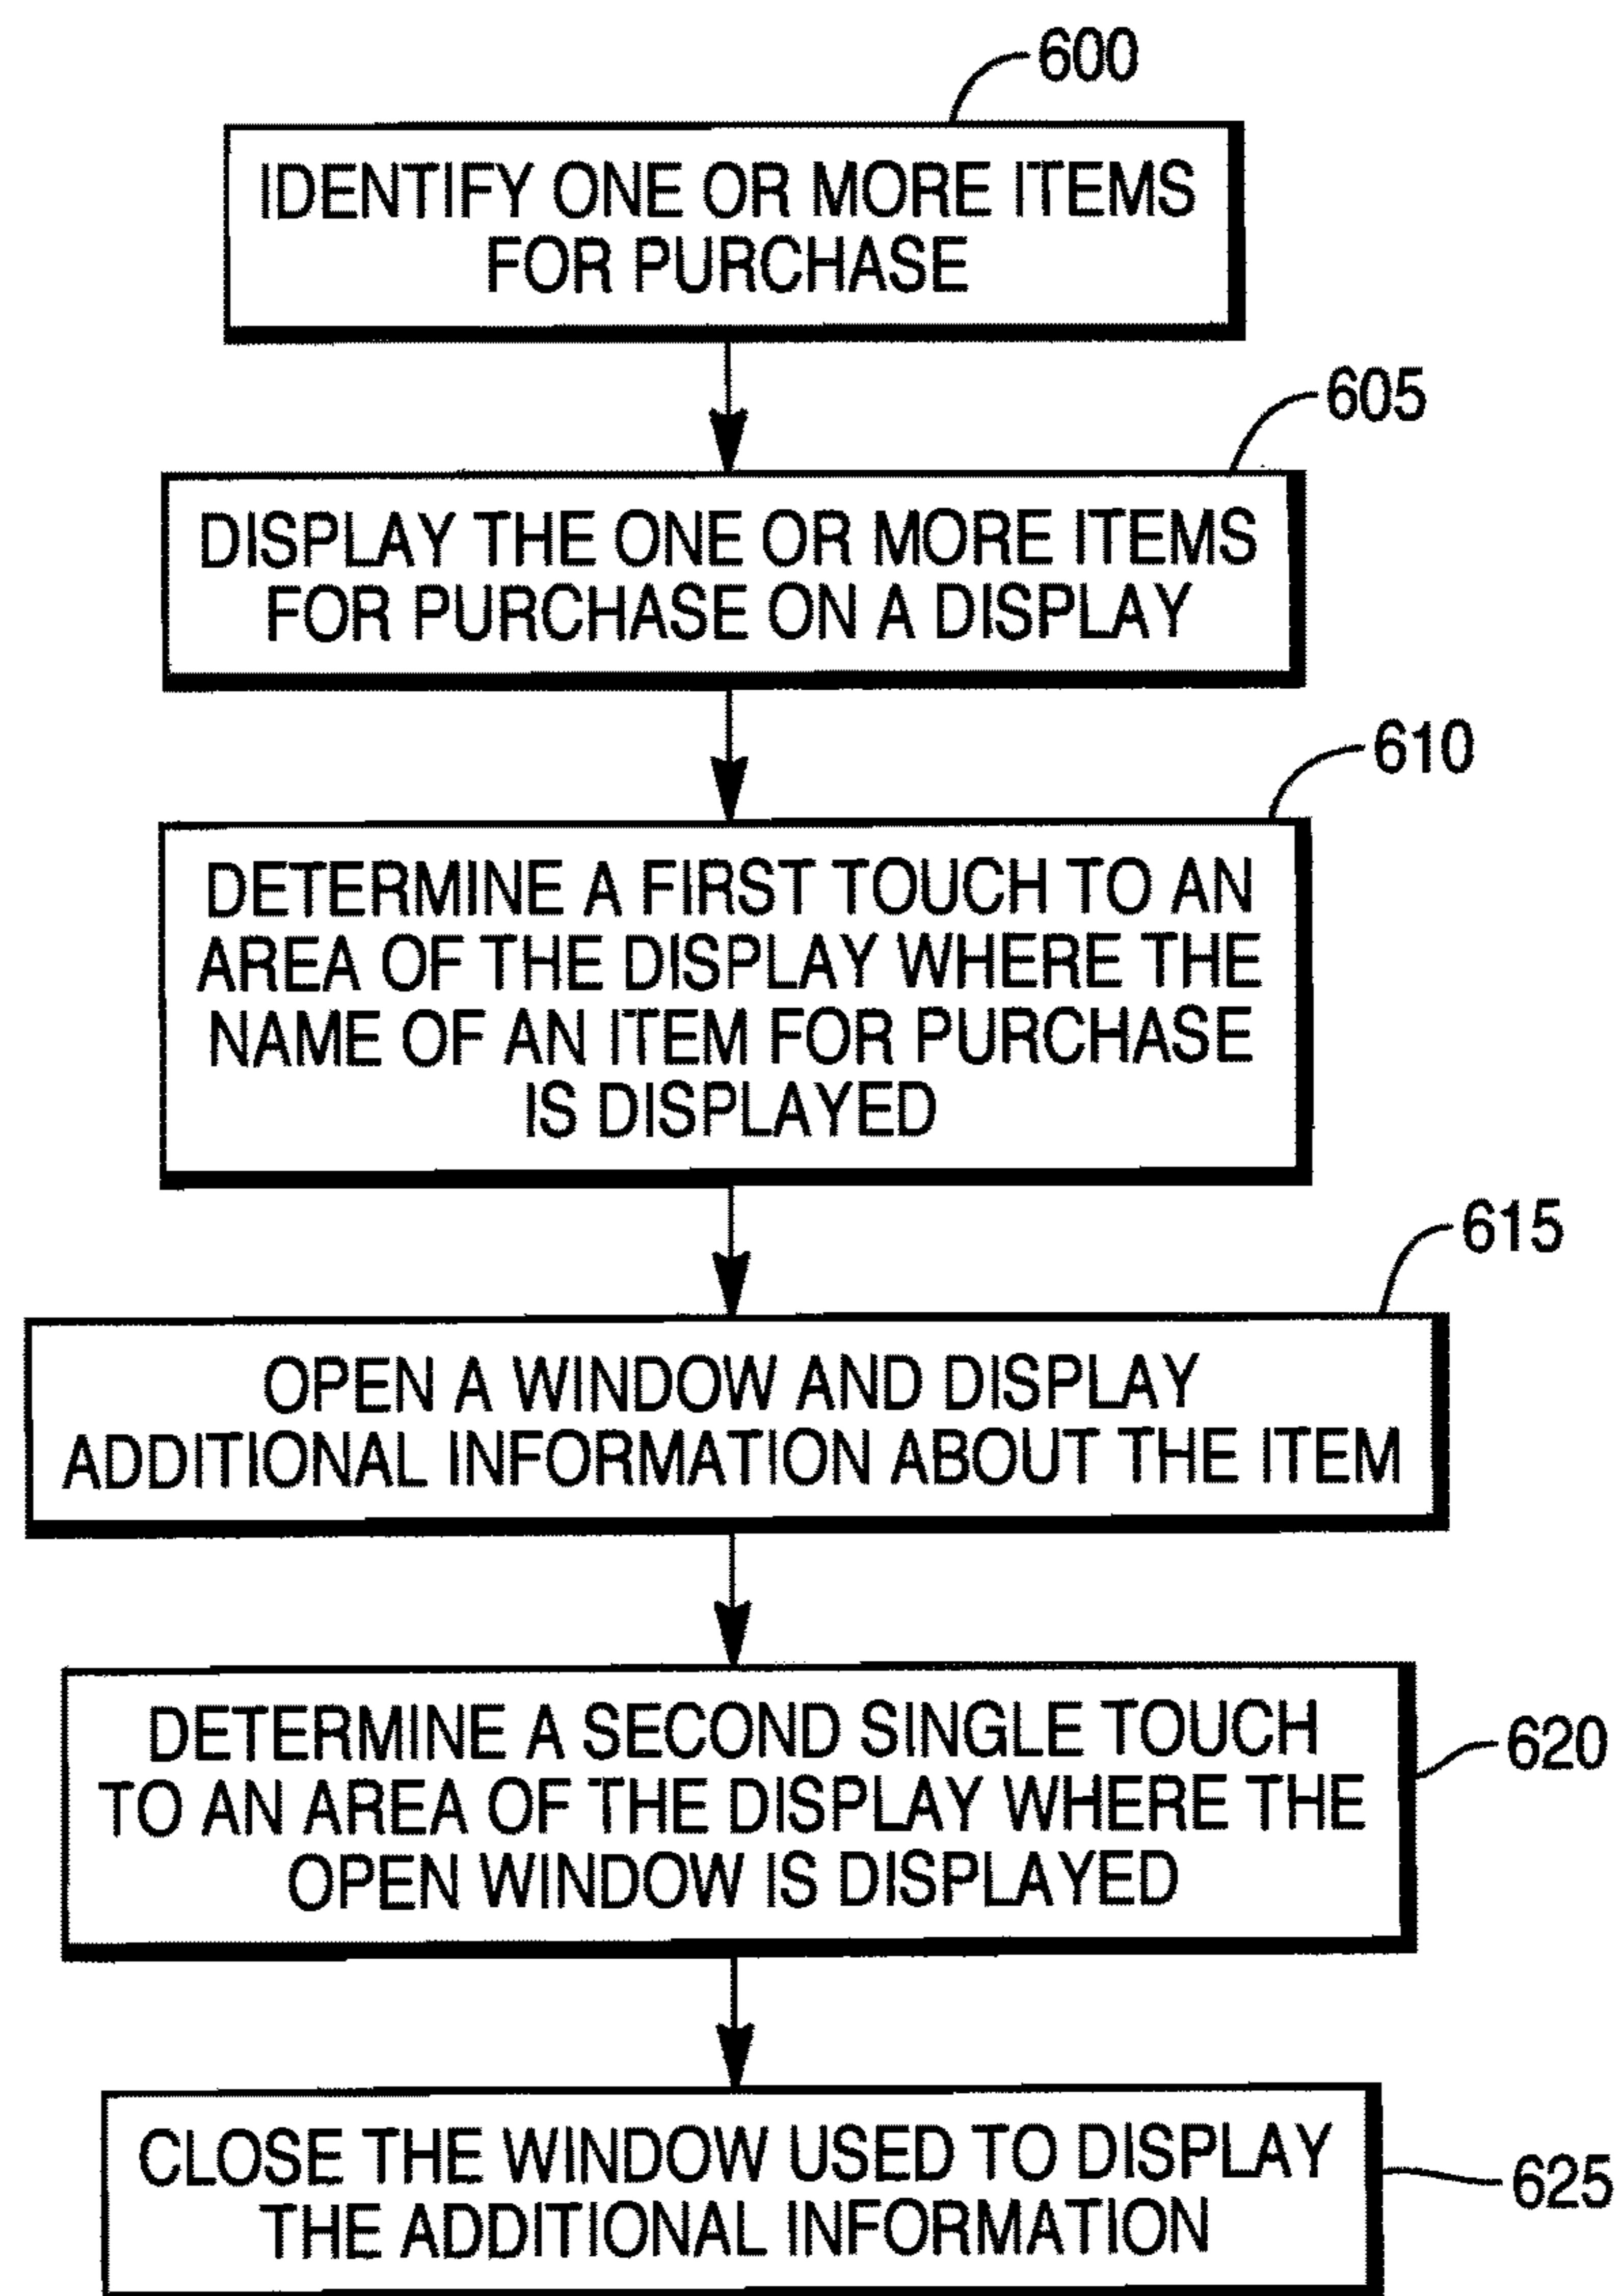 600
IDENTIFY ONE OR MORE ITEMS
FOR PURCHASE
605
DISPLAY THE ONE OR MORE ITEMS
FOR PURCHASE ON A DISPLAY
610
DETERMINE A FIRST TOUCH TO AN
AREA OF THE DISPLAY WHERE THE
NAME OF AN ITEM FOR PURCHASE
IS DISPLAYED
615
OPEN A WINDOW AND DISPLAY
ADDITIONAL INFORMATION ABOUT THE ITEM
DETERMINE A SECOND SINGLE TOUCH
TO AN AREA OF THE DISPLAY WHERE THE
OPEN WINDOW IS DISPLAYED
620
CLOSE THE WINDOW USED TO DISPLAY
THE ADDITIONAL INFORMATION
625